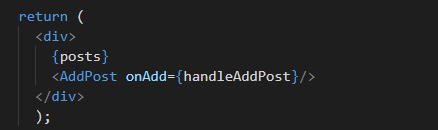 return (
<div>
{posts}
<AddPost onAdd={handleAddPost}/>
</div>
);